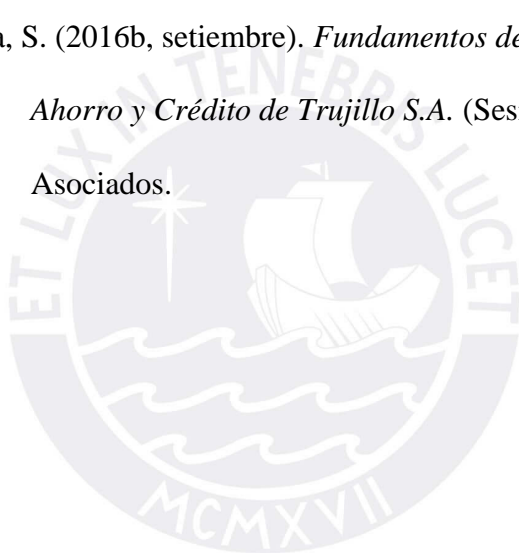 a, S. (2016b, setiembre). Fundamentos de
Ahorro y Crédito de Trujillo S.A. (Ses
Asociados.
ET LUX IN TENEBRIS LUCET
MCMXVII